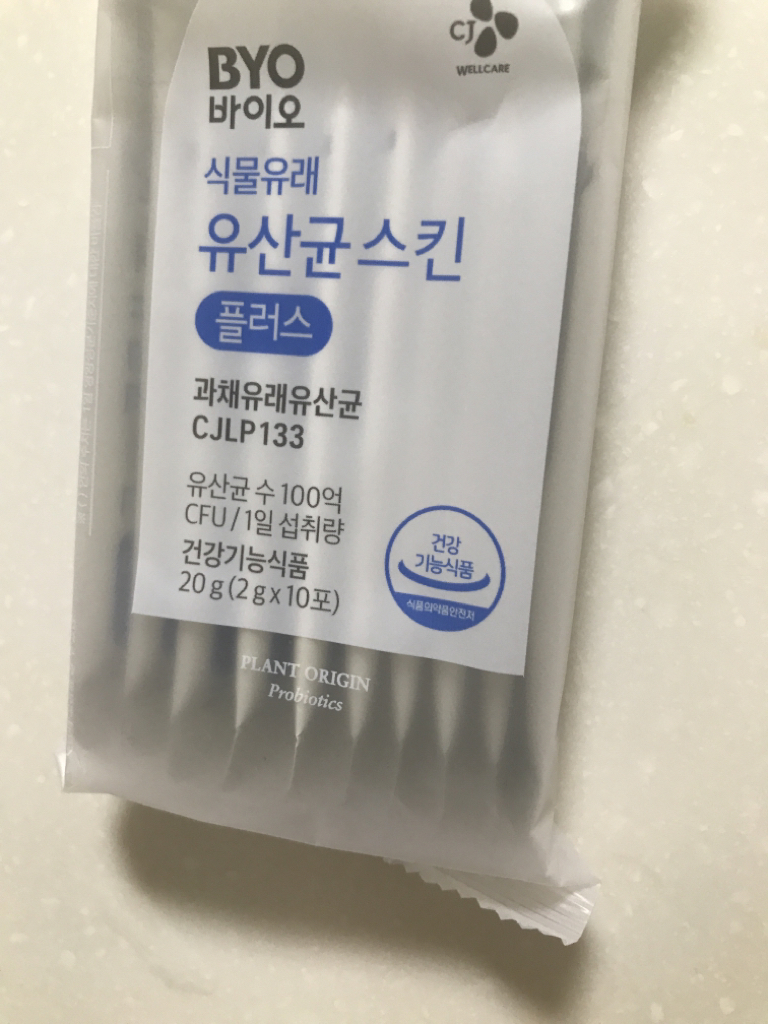 CJ
WELLCARE
BYO
바이오
식물유래
유산균 스킨
플러스
과채유래유산균
CJLP133
유산균 수 100억
CFU / 1일 섭취량
건강기능식품
20 g (2 g x 10포)
건강
기능식품
식품의약품안전처
PLANT ORIGIN
Probiotics